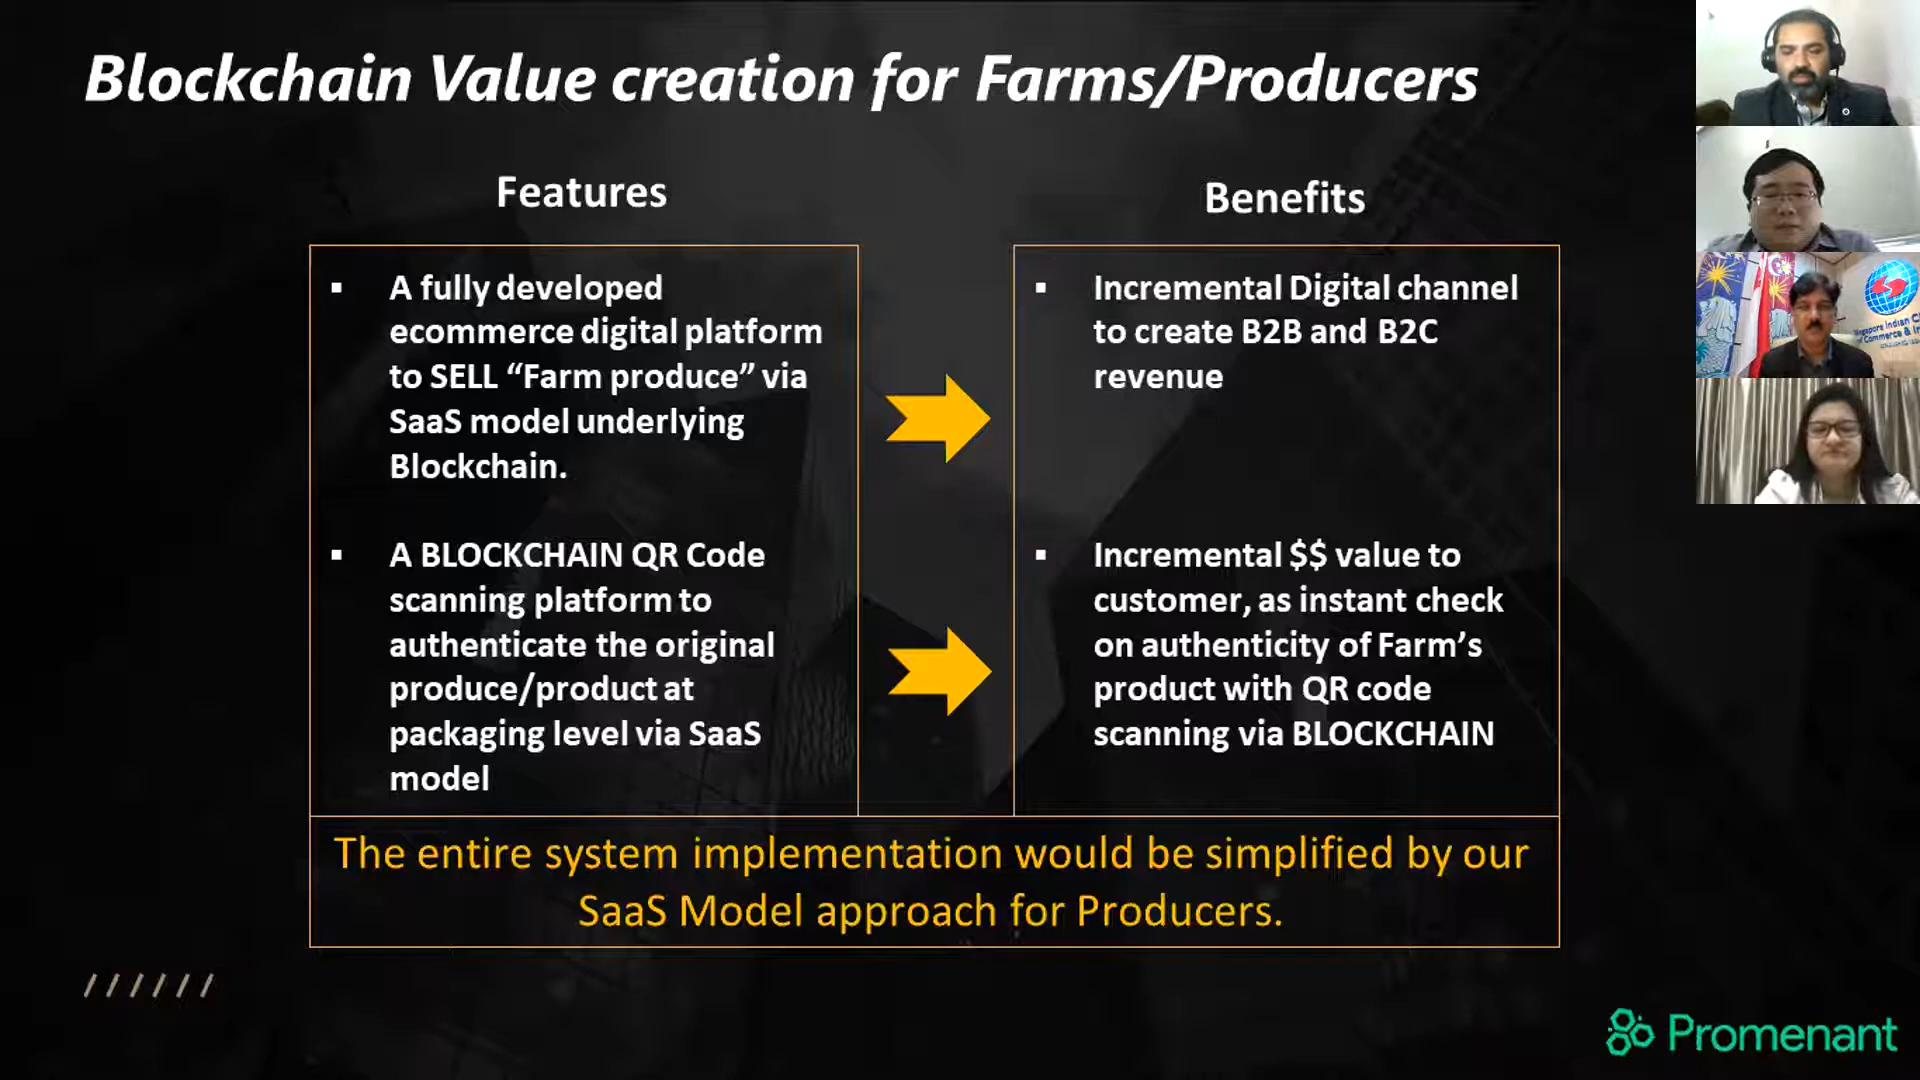 Blockchain Value creation for Farms/Producers
Features
▪ A fully developed
ecommerce digital platform
to SELL “Farm produce” via
SaaS model underlying
Blockchain.
▪ A BLOCKCHAIN QR Code
scanning platform to
authenticate the original
produce/product at
packaging level via SaaS
model
Benefits
▪ Incremental Digital channel
to create B2B and B2C
revenue
▪ Incremental $$ value to
customer, as instant check
on authenticity of Farm’s
product with QR code
scanning via BLOCKCHAIN
The entire system implementation would be simplified by our
SaaS Model approach for Producers.
Promenant
Singapore Indian
Commerce &